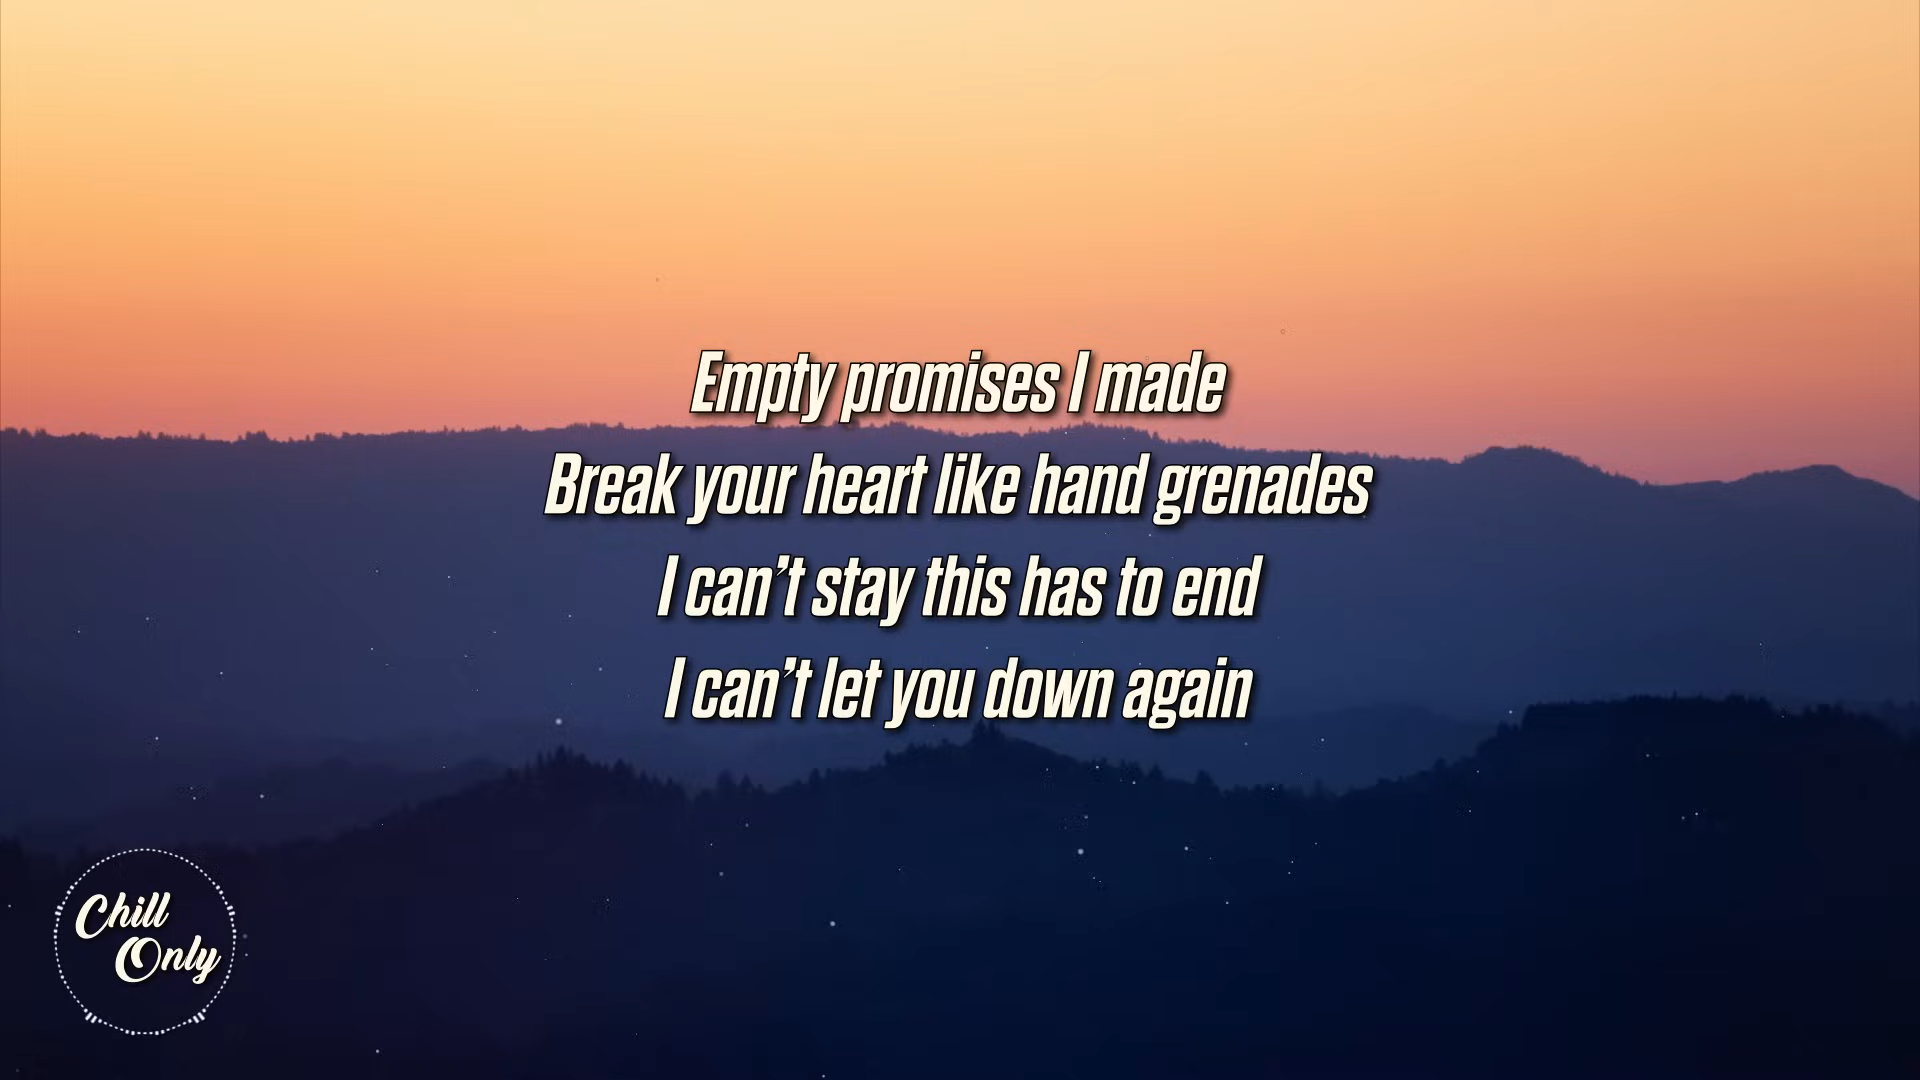 Empty promises I made
Break your heart like hand grenades
I can't stay this has to end
I can't let you down again
Chill
Only